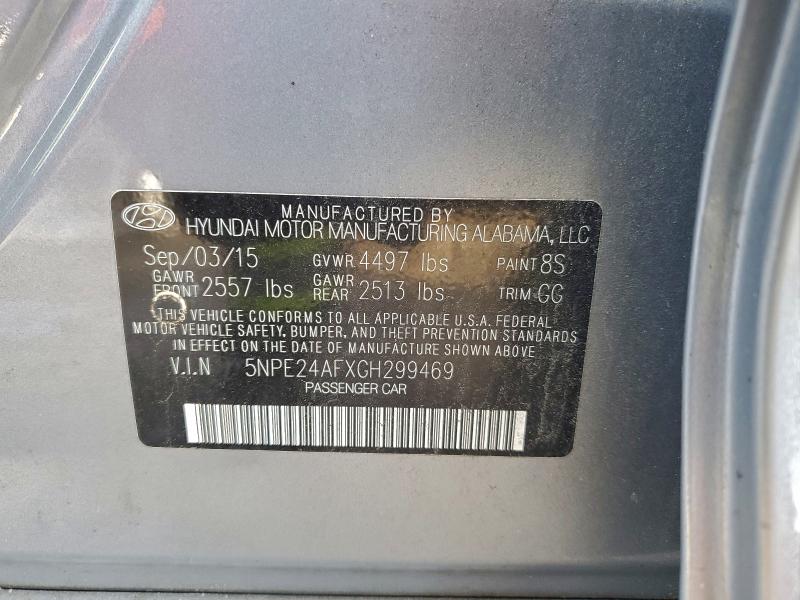 MANUFACTURED BY
HYUNDAI MOTOR MANUFACTURING ALABAMA, LLC
Sep/03/15 GVWR 4497 lbs PAINT 8S
GAWR FRONT 2557 lbs GAWR REAR 2513 lbs TRIM GG
THIS VEHICLE CONFORMS TO ALL APPLICABLE U.S.A. FEDERAL
MOTOR VEHICLE SAFETY, BUMPER, AND THEFT PREVENTION STANDARDS
IN EFFECT ON THE DATE OF MANUFACTURE SHOWN ABOVE
V.I.N 5NPE24AFXGH299469
PASSENGER CAR